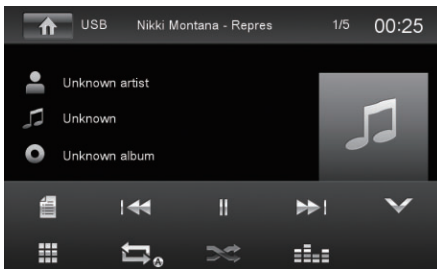 USB Nikki Montana - Repres 1/5 00:25
Unknown artist
Unknown
Unknown album
A